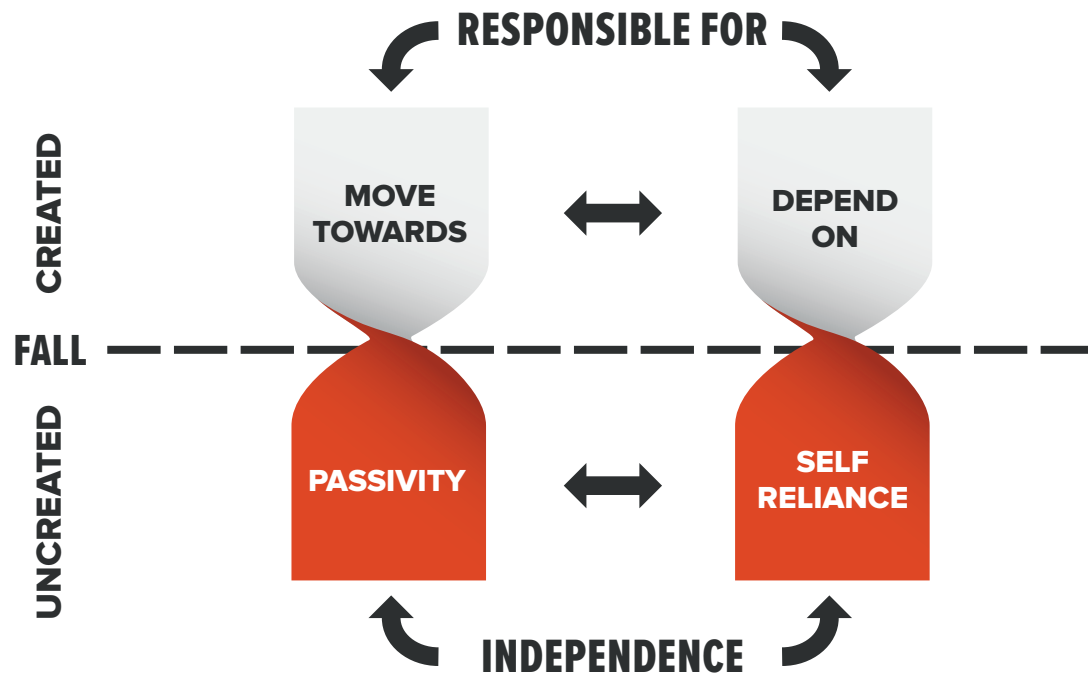 RESPONSIBLE FOR
CREATED
MOVE
TOWARDS
DEPEND
ON
FALL
UNCREATED
PASSIVITY
SELF
RELIANCE
INDEPENDENCE